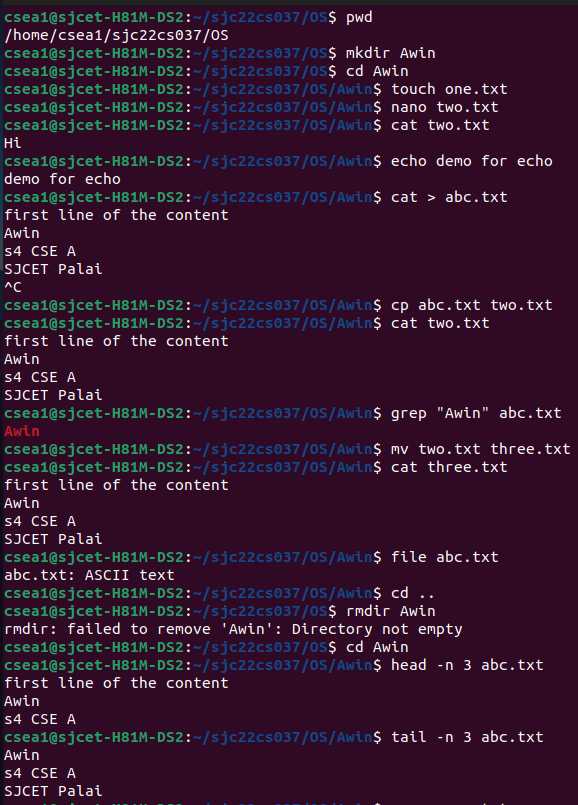 csea1@sjcet-H81M-DS2:~/sjc22cs037/OS$ pwd
/home/csea1/sjc22cs037/OS
csea1@sjcet-H81M-DS2:~/sjc22cs037/OS$ mkdir Awin
csea1@sjcet-H81M-DS2:~/sjc22cs037/OS$ cd Awin
csea1@sjcet-H81M-DS2:~/sjc22cs037/OS/Awin$ touch one.txt
csea1@sjcet-H81M-DS2:~/sjc22cs037/OS/Awin$ nano two.txt
csea1@sjcet-H81M-DS2:~/sjc22cs037/OS/Awin$ cat two.txt
Hi
csea1@sjcet-H81M-DS2:~/sjc22cs037/OS/Awin$ echo demo for echo
demo for echo
csea1@sjcet-H81M-DS2:~/sjc22cs037/OS/Awin$ cat > abc.txt
first line of the content
Awin
s4 CSE A
SJCET Palai
^C
csea1@sjcet-H81M-DS2:~/sjc22cs037/OS/Awin$ cp abc.txt two.txt
csea1@sjcet-H81M-DS2:~/sjc22cs037/OS/Awin$ cat two.txt
first line of the content
Awin
s4 CSE A
SJCET Palai
csea1@sjcet-H81M-DS2:~/sjc22cs037/OS/Awin$ grep "Awin" abc.txt
Awin
csea1@sjcet-H81M-DS2:~/sjc22cs037/OS/Awin$ mv two.txt three.txt
csea1@sjcet-H81M-DS2:~/sjc22cs037/OS/Awin$ cat three.txt
first line of the content
Awin
s4 CSE A
SJCET Palai
csea1@sjcet-H81M-DS2:~/sjc22cs037/OS/Awin$ file abc.txt
abc.txt: ASCII text
csea1@sjcet-H81M-DS2:~/sjc22cs037/OS/Awin$ cd ..
csea1@sjcet-H81M-DS2:~/sjc22cs037/OS$ rmdir Awin
rmdir: failed to remove 'Awin': Directory not empty
csea1@sjcet-H81M-DS2:~/sjc22cs037/OS$ cd Awin
csea1@sjcet-H81M-DS2:~/sjc22cs037/OS/Awin$ head -n 3 abc.txt
first line of the content
Awin
s4 CSE A
csea1@sjcet-H81M-DS2:~/sjc22cs037/OS/Awin$ tail -n 3 abc.txt
Awin
s4 CSE A
SJCET Palai